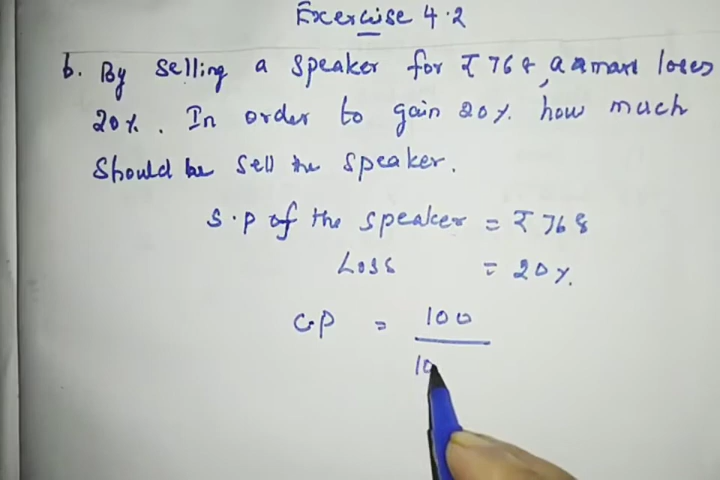 Exercise 4.2
6. By selling a speaker for ₹ 768, a man loses
20%. In order to gain 20% how much
should he sell the speaker.
S.P of the speaker = ₹ 768
Loss = 20%.
C.P = 100
10